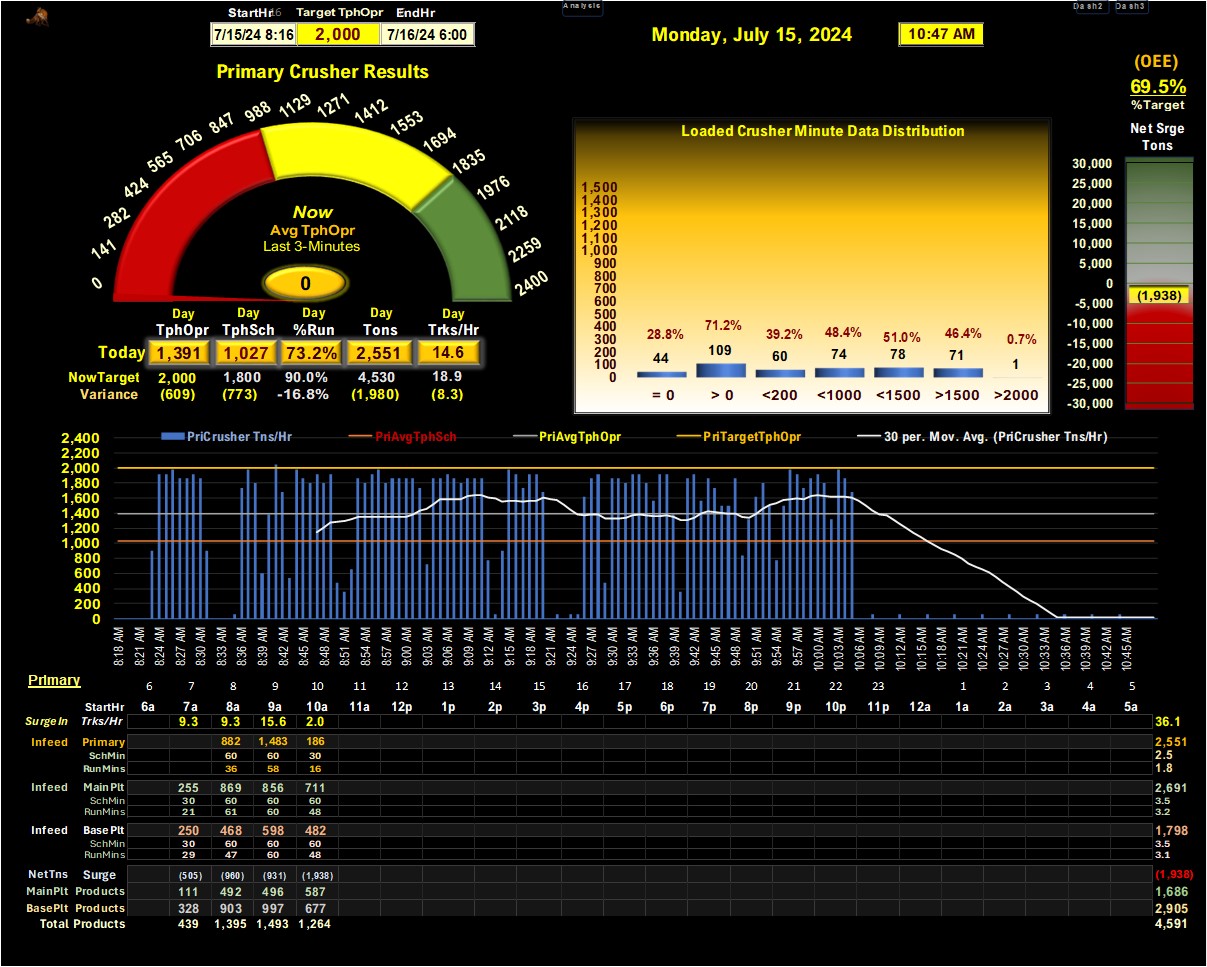 StartHr16 Target TphOpr EndHr
7/15/24 8:16 2,000 7/16/24 6:00
Analysis
Dash2 Dash3
Monday, July 15, 2024 10:47 AM
Primary Crusher Results
0 141 282 424 565 706 847 988 1129 1271 1412 1553 1694 1835 1976 2118 2259 2400
Now
Avg TphOpr
Last 3-Minutes
0
Day Day Day Day Day
TphOpr TphSch %Run Tons Trks/Hr
Today 1,391 1,027 73.2% 2,551 14.6
NowTarget 2,000 1,800 90.0% 4,530 18.9
Variance (609) (773) -16.8% (1,980) (8.3)
Loaded Crusher Minute Data Distribution
1,500
1,400
1,300
1,200
1,100
1,000
900
800
700
600
500
400
300
200
100
0
28.8% 71.2% 39.2% 48.4% 51.0% 46.4% 0.7%
44 109 60 74 78 71 1
= 0 > 0 <200 <1000 <1500 >1500 >2000
(OEE)
69.5%
%Target
Net Srge
Tons
30,000
25,000
20,000
15,000
10,000
5,000
0
-5,000
-10,000
-15,000
-20,000
-25,000
-30,000
(1,938)
PriCrusher Tns/Hr PriAvgTphSch PriAvgTphOpr PriTargetTphOpr 30 per. Mov. Avg. (PriCrusher Tns/Hr)
2,400
2,200
2,000
1,800
1,600
1,400
1,200
1,000
800
600
400
200
0
8:18 AM 8:21 AM 8:24 AM 8:27 AM 8:30 AM 8:33 AM 8:36 AM 8:39 AM 8:42 AM 8:45 AM 8:48 AM 8:51 AM 8:54 AM 8:57 AM 9:00 AM 9:03 AM 9:06 AM 9:09 AM 9:12 AM 9:15 AM 9:18 AM 9:21 AM 9:24 AM 9:27 AM 9:30 AM 9:33 AM 9:36 AM 9:39 AM 9:42 AM 9:45 AM 9:48 AM 9:51 AM 9:54 AM 9:57 AM 10:00 AM 10:03 AM 10:06 AM 10:09 AM 10:12 AM 10:15 AM 10:18 AM 10:21 AM 10:24 AM 10:27 AM 10:30 AM 10:33 AM 10:36 AM 10:39 AM 10:42 AM 10:45 AM
Primary
6 7 8 9 10 11 12 13 14 15 16 17 18 19 20 21 22 23 1 2 3 4 5
StartHr 6a 7a 8a 9a 10a 11a 12p 1p 2p 3p 4p 5p 6p 7p 8p 9p 10p 11p 12a 1a 2a 3a 4a 5a
SurgeIn Trks/Hr 9.3 9.3 15.6 2.0 36.1
Infeed Primary 882 1,483 186 2,551
SchMin 60 60 30 2.5
RunMins 36 58 16 1.8
Infeed MainPlt 255 869 856 711 2,691
SchMin 30 60 60 60 3.5
RunMins 21 61 60 48 3.2
Infeed BasePlt 250 468 598 482 1,798
SchMin 30 60 60 60 3.5
RunMins 29 47 60 48 3.1
NetTns Surge (505) (960) (931) (1,938) (1,938)
MainPlt Products 111 492 496 587 1,686
BasePlt Products 328 903 997 677 2,905
Total Products 439 1,395 1,493 1,264 4,591